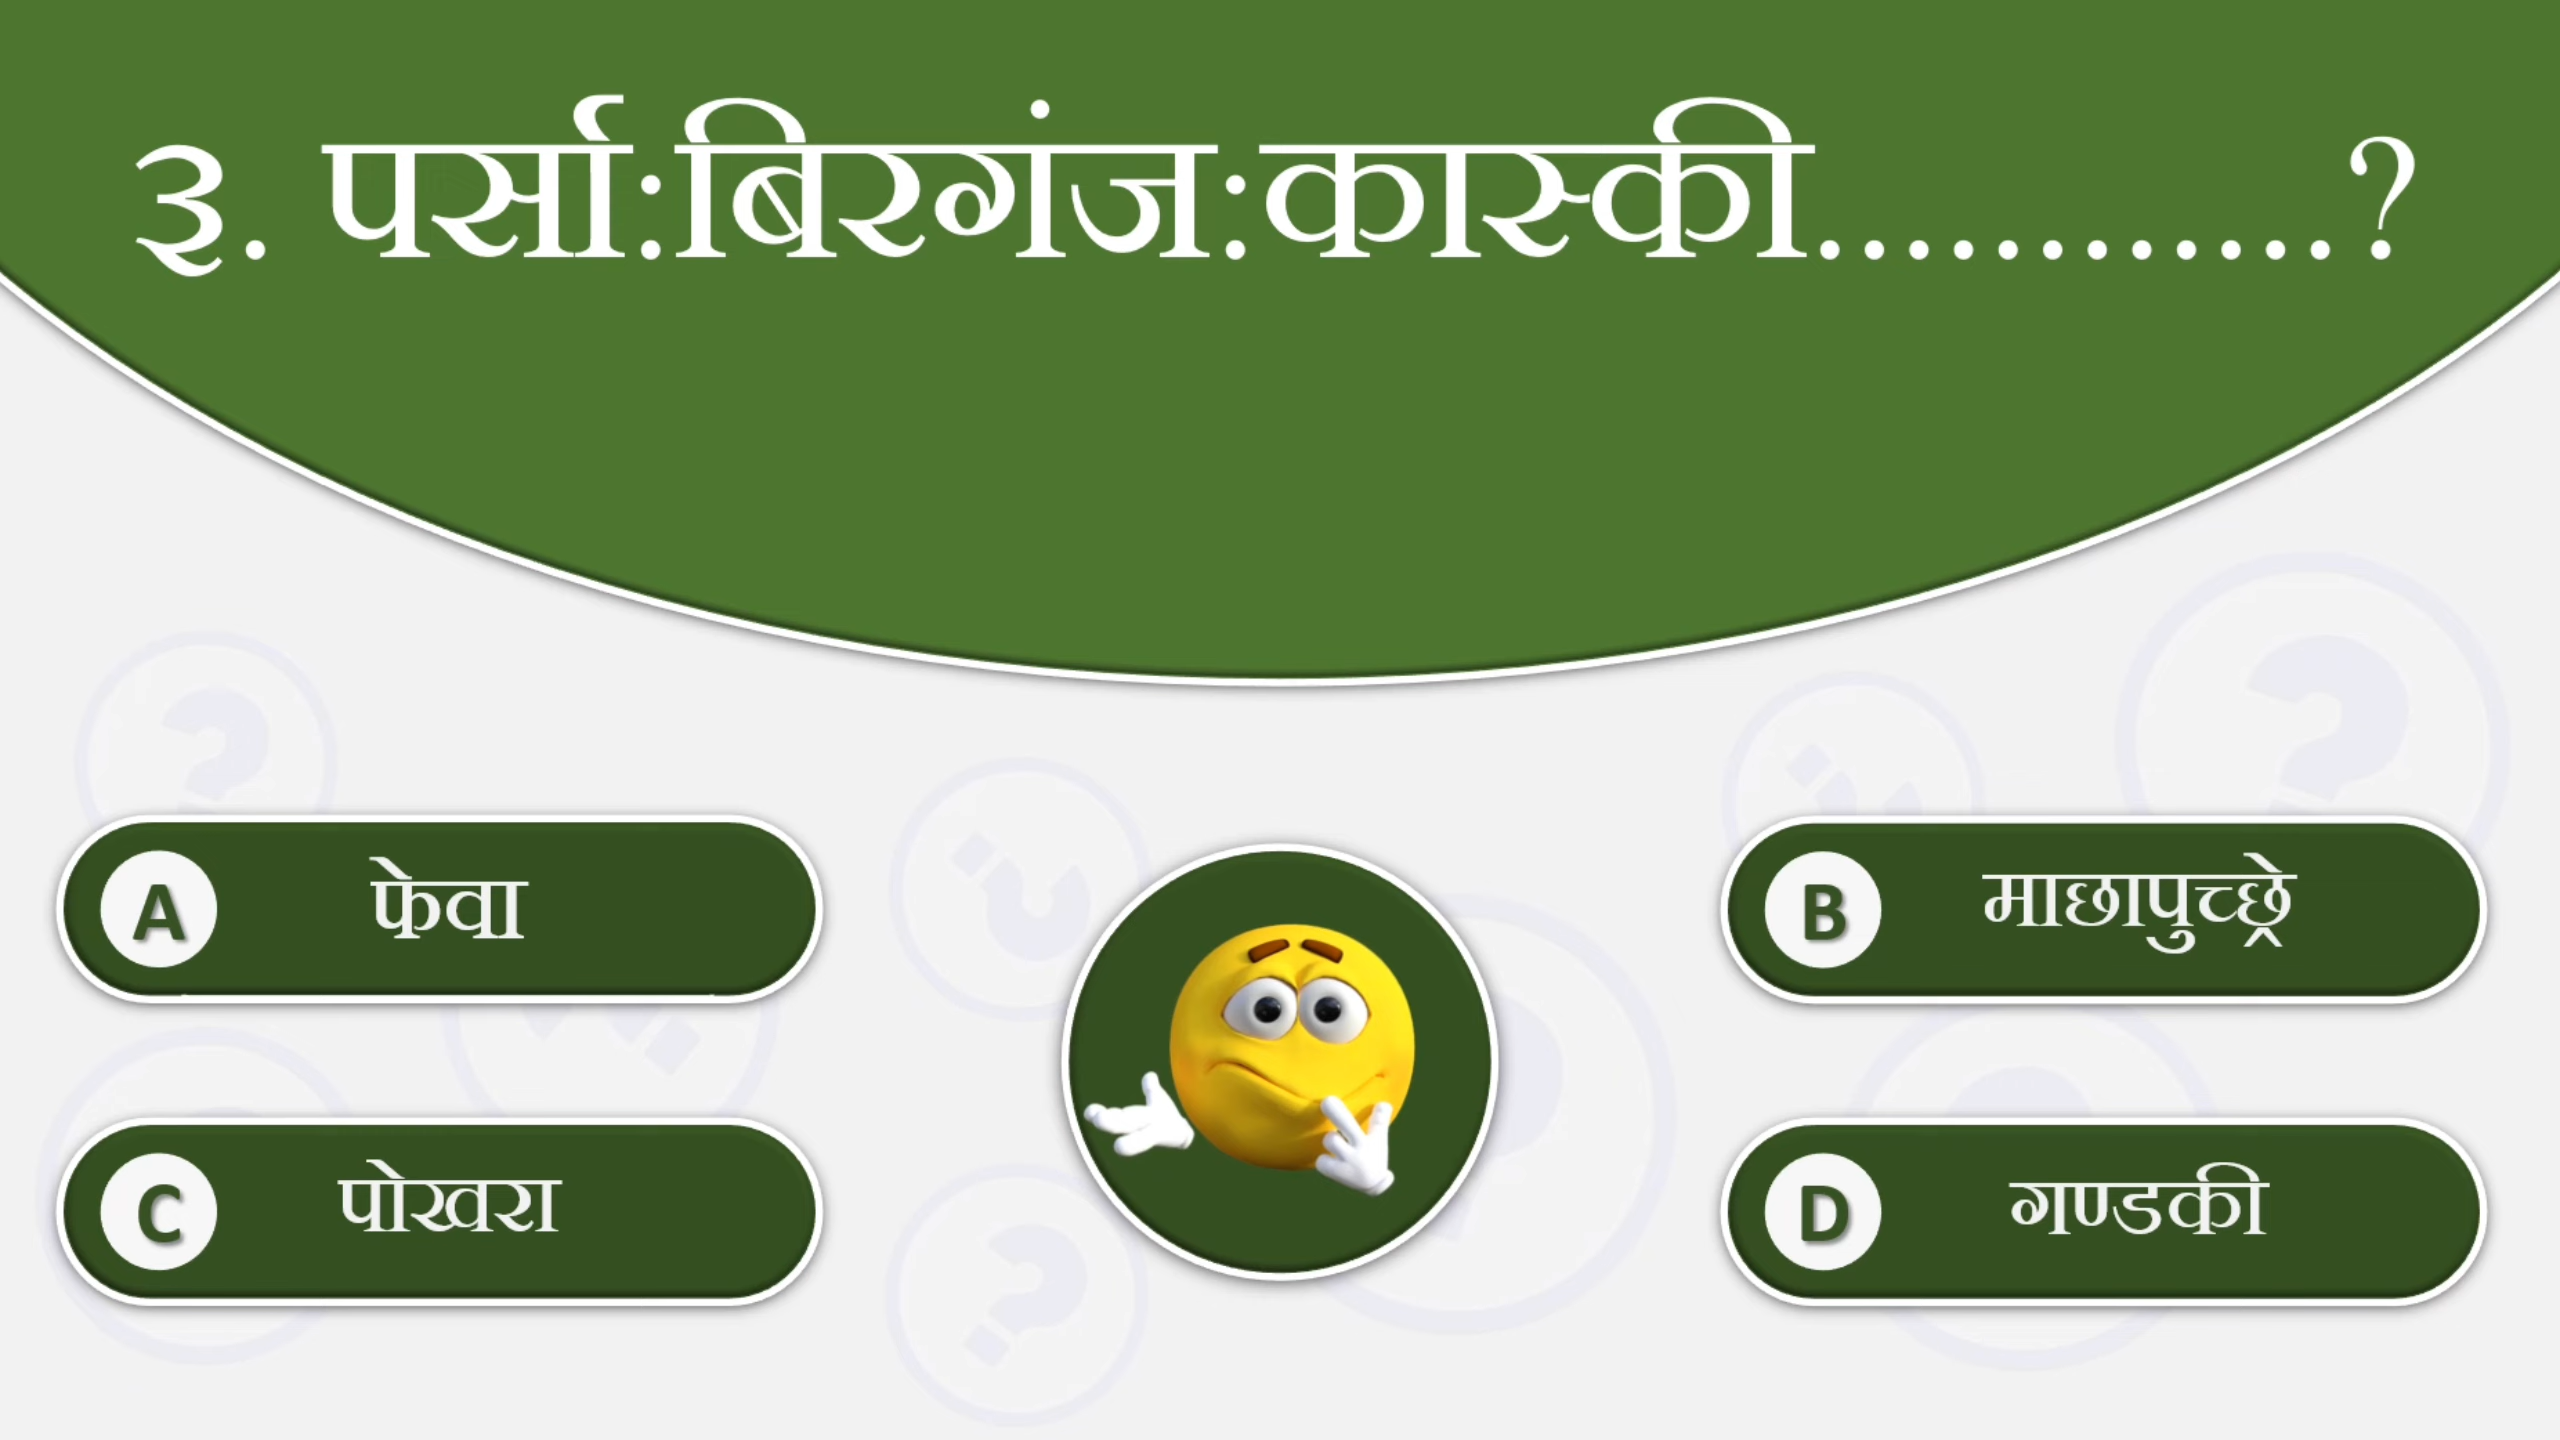 ३. पर्सा:बिरगंज:कास्की............?
A फेवा
B माछापुच्छ्रे
C पोखरा
D गण्डकी